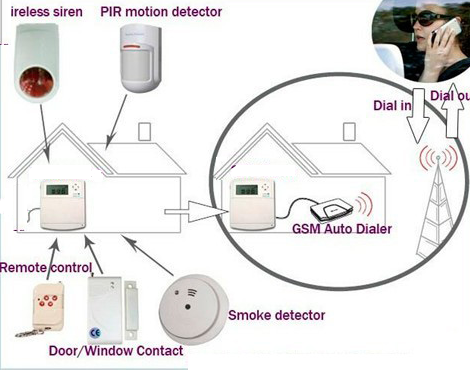 ireless siren
PIR motion detector
Dial in
Dial ou
GSM Auto Dialer
Remote control
Smoke detector
Door/Window Contact